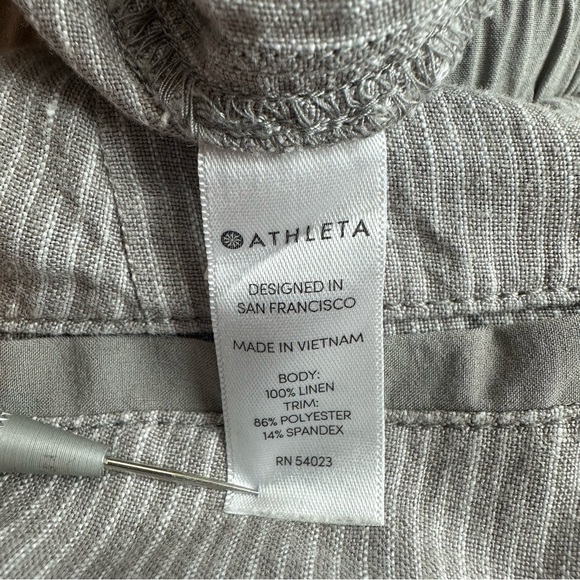 ATHLETA
DESIGNED IN
SAN FRANCISCO
MADE IN VIETNAM
BODY:
100% LINEN
TRIM:
86% POLYESTER
14% SPANDEX
RN 54023